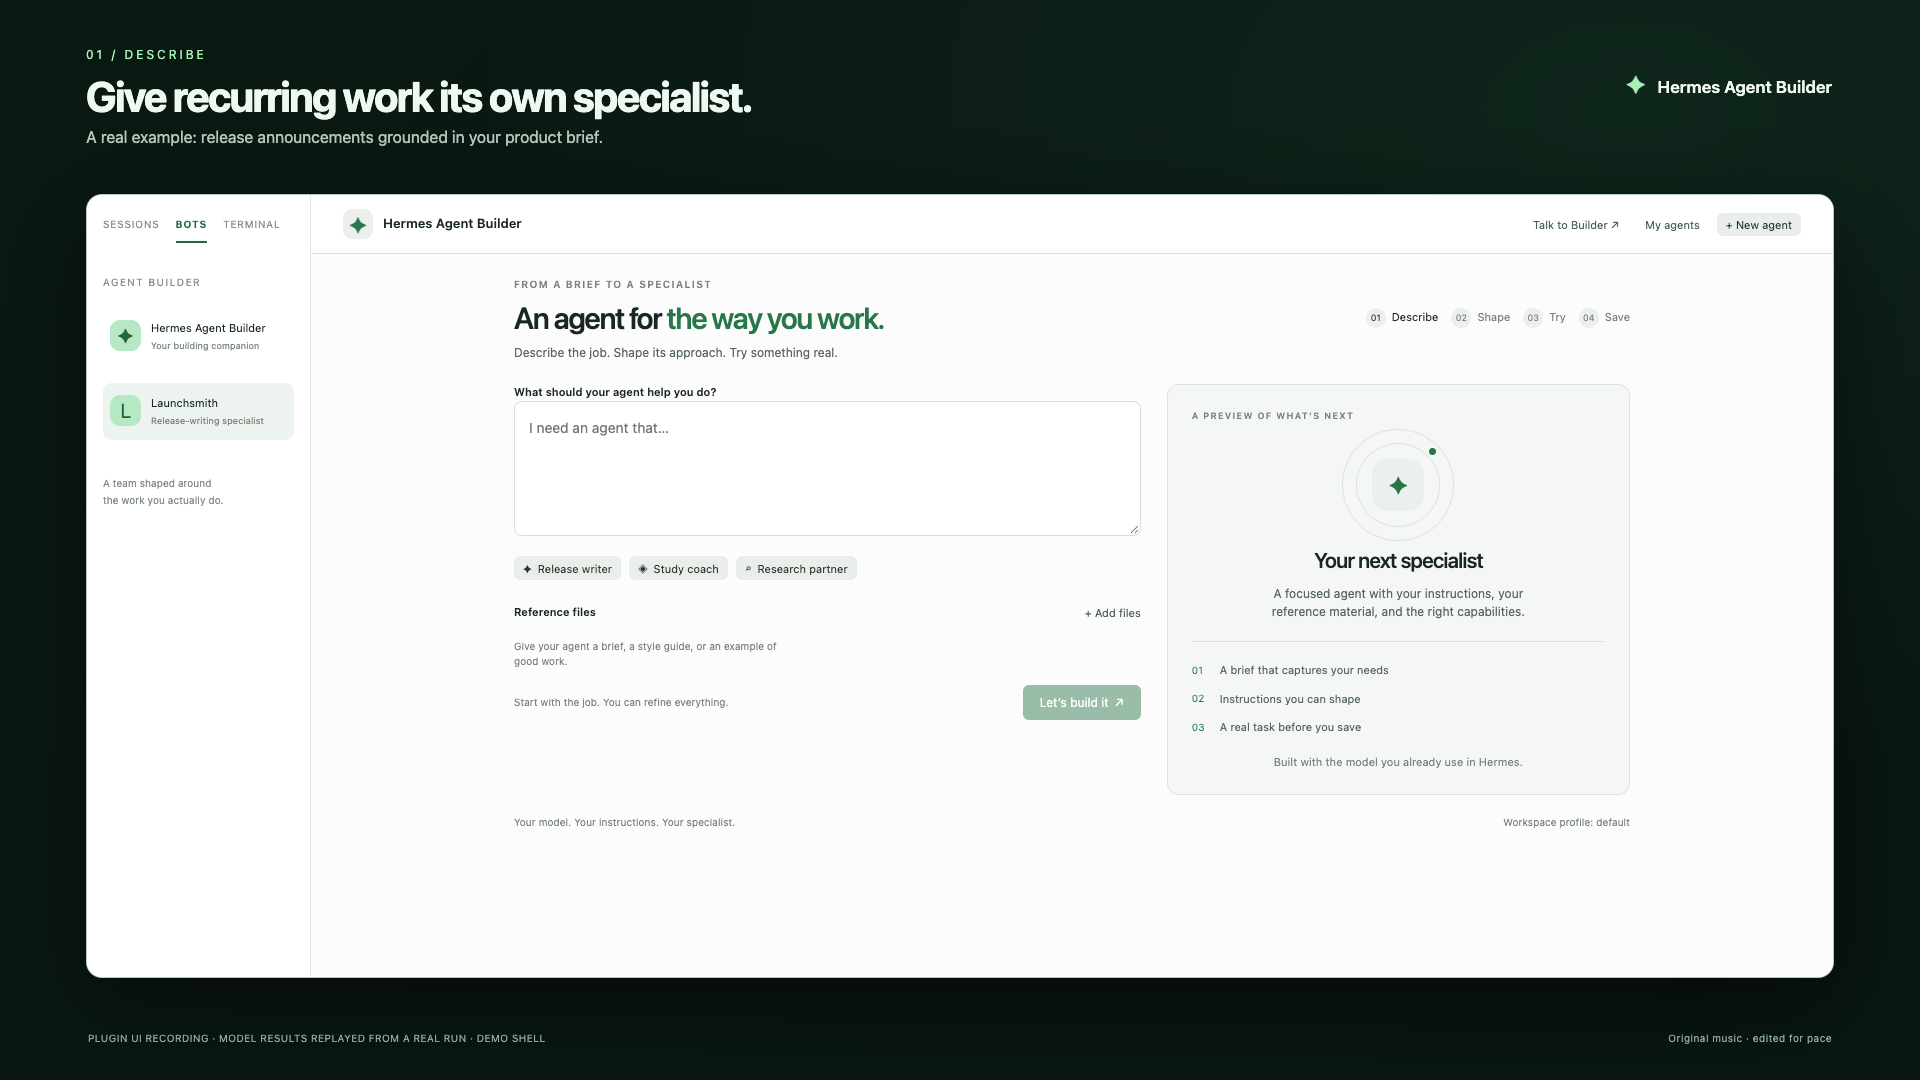 01 / DESCRIBE
Give recurring work its own specialist.
A real example: release announcements grounded in your product brief.
Hermes Agent Builder
SESSIONS BOTS TERMINAL
AGENT BUILDER
Hermes Agent Builder
Your building companion
L
Launchsmith
Release-writing specialist
A team shaped around
the work you actually do.
Hermes Agent Builder
Talk to Builder ↗ My agents + New agent
FROM A BRIEF TO A SPECIALIST
An agent for the way you work.
Describe the job. Shape its approach. Try something real.
01 Describe 02 Shape 03 Try 04 Save
What should your agent help you do?
I need an agent that...
✦ Release writer ◈ Study coach ⌕ Research partner
Reference files + Add files
Give your agent a brief, a style guide, or an example of
good work.
Start with the job. You can refine everything. Let's build it ↗
A PREVIEW OF WHAT'S NEXT
Your next specialist
A focused agent with your instructions, your
reference material, and the right capabilities.
01 A brief that captures your needs
02 Instructions you can shape
03 A real task before you save
Built with the model you already use in Hermes.
Your model. Your instructions. Your specialist.
Workspace profile: default
PLUGIN UI RECORDING · MODEL RESULTS REPLAYED FROM A REAL RUN · DEMO SHELL
Original music · edited for pace